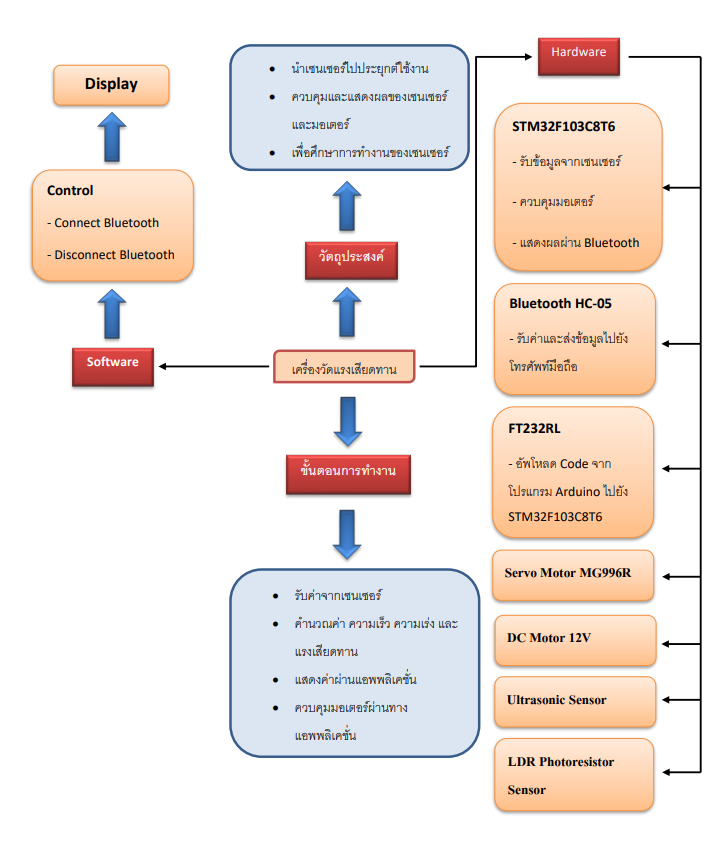 Hardware
Display
• นำเซนเซอร์ไปประยุกต์ใช้งาน
• ควบคุมและแสดงผลของเซนเซอร์
และมอเตอร์
• เพื่อศึกษาการทำงานของเซนเซอร์
STM32F103C8T6
- รับข้อมูลจากเซนเซอร์
- ควบคุมมอเตอร์
- แสดงผลผ่าน Bluetooth
Control
- Connect Bluetooth
- Disconnect Bluetooth
วัตถุประสงค์
Bluetooth HC-05
- รับค่าและส่งข้อมูลไปยัง
โทรศัพท์มือถือ
Software
เครื่องวัดแรงเสียดทาน
FT232RL
- อัพโหลด Code จาก
โปรแกรม Arduino ไปยัง
STM32F103C8T6
ขั้นตอนการทำงาน
• รับค่าจากเซนเซอร์
• คำนวณค่า ความเร็ว ความเร่ง และ
แรงเสียดทาน
• แสดงค่าผ่านแอพพลิเคชั่น
• ควบคุมมอเตอร์ผ่านทาง
แอพพลิเคชั่น
Servo Motor MG996R
DC Motor 12V
Ultrasonic Sensor
LDR Photoresistor
Sensor